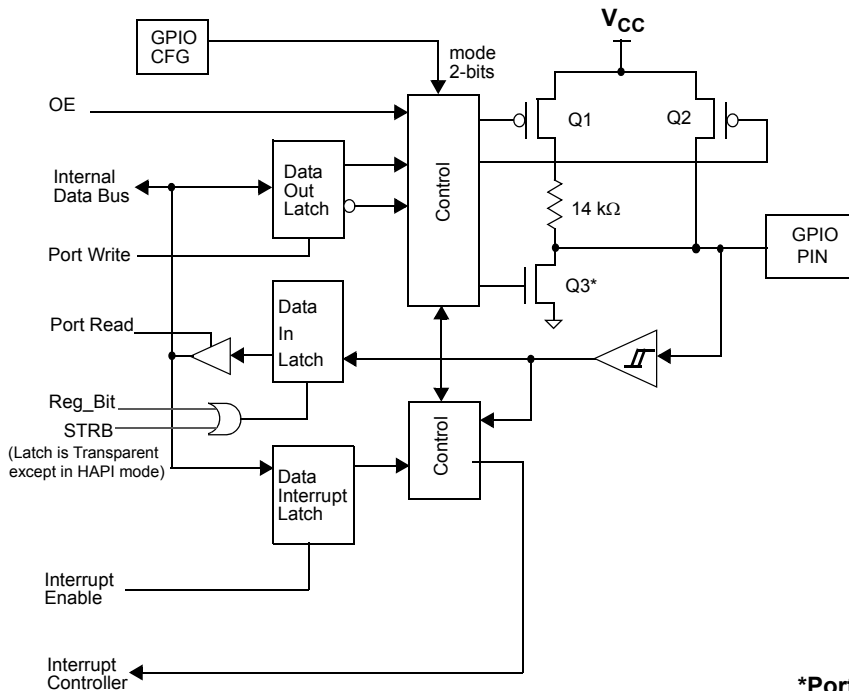 GPIO
CFG
mode
2-bits
VCC
OE
Q1
Q2
Internal
Data Bus
Data
Out
Latch
Control
14 kΩ
GPIO
PIN
Port Write
Q3*
Data
In
Latch
Port Read
Reg_Bit
STRB
(Latch is Transparent
except in HAPI mode)
Control
Data
Interrupt
Latch
Interrupt
Enable
Interrupt
Controller
*Port